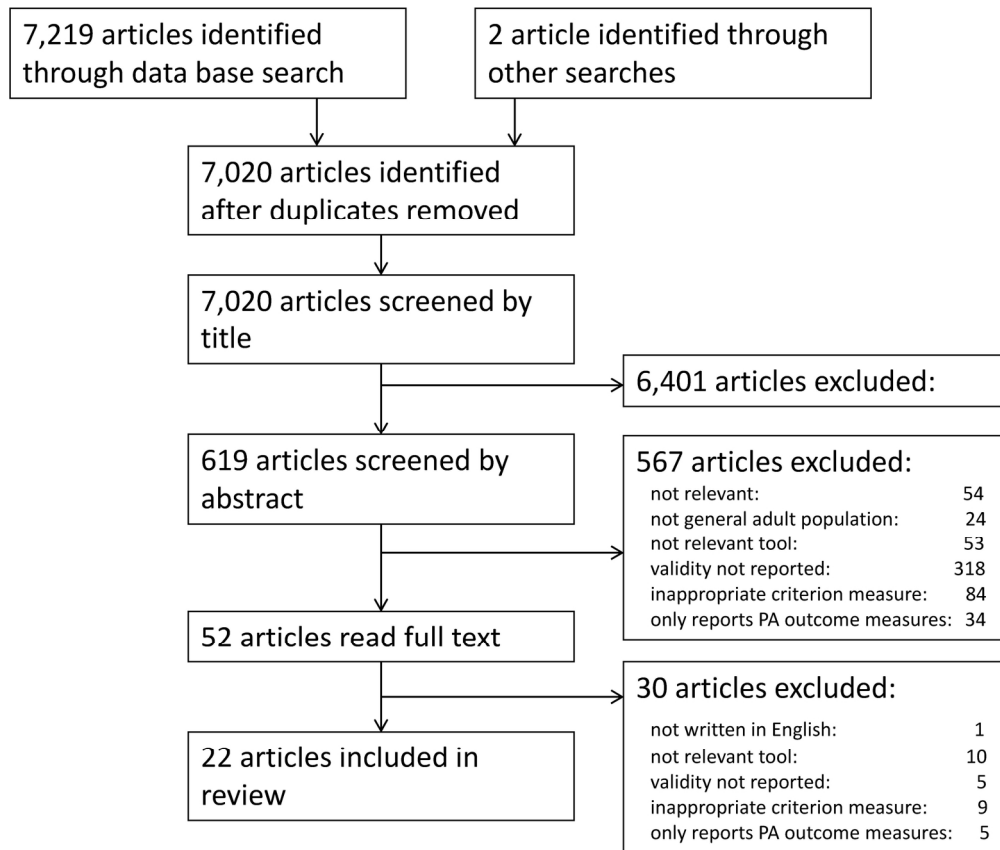 7,219 articles identified
through data base search
2 article identified through
other searches
7,020 articles identified
after duplicates removed
7,020 articles screened by
title
6,401 articles excluded:
619 articles screened by
abstract
567 articles excluded:
not relevant: 54
not general adult population: 24
not relevant tool: 53
validity not reported: 318
inappropriate criterion measure: 84
only reports PA outcome measures: 34
52 articles read full text
30 articles excluded:
not written in English: 1
not relevant tool: 10
validity not reported: 5
inappropriate criterion measure: 9
only reports PA outcome measures: 5
22 articles included in
review